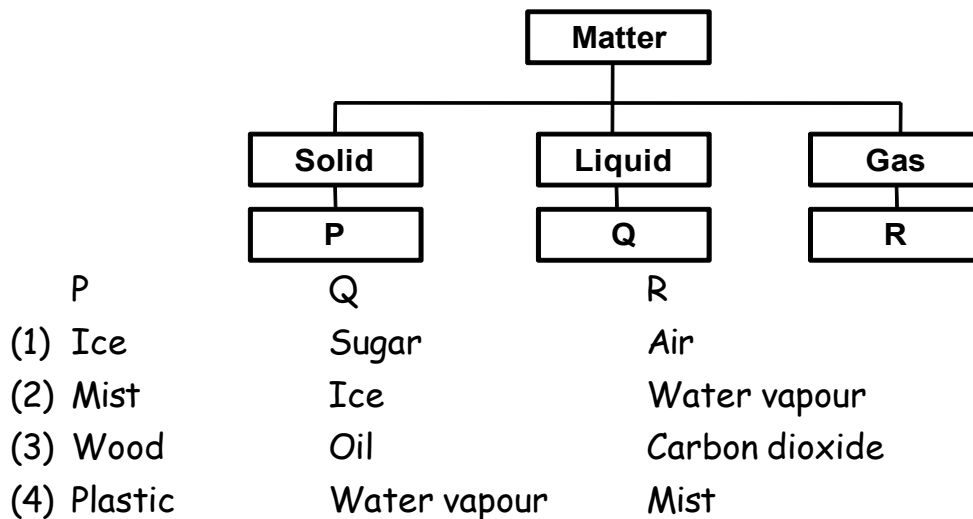 Matter
Solid Liquid Gas
P Q R
P Q R
(1) Ice Sugar Air
(2) Mist Ice Water vapour
(3) Wood Oil Carbon dioxide
(4) Plastic Water vapour Mist